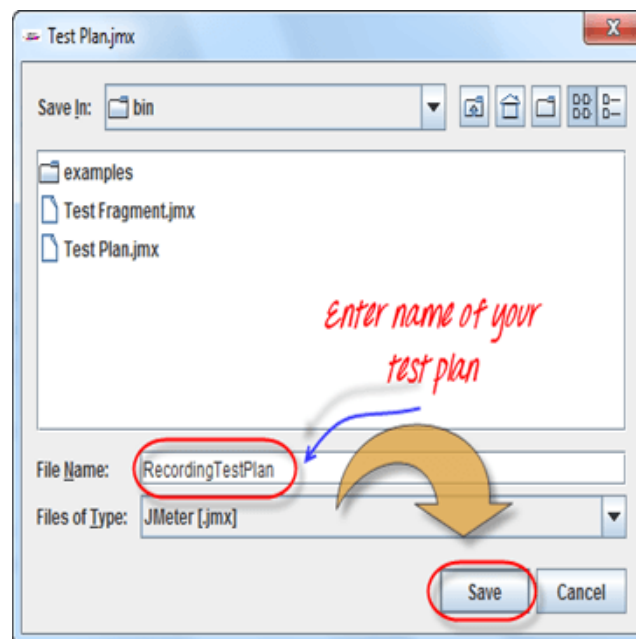 Test Plan.jmx
Save In: bin
examples
Test Fragment.jmx
Test Plan.jmx
Enter name of your
test plan
File Name: RecordingTestPlan
Files of Type: JMeter [.jmx]
Save Cancel